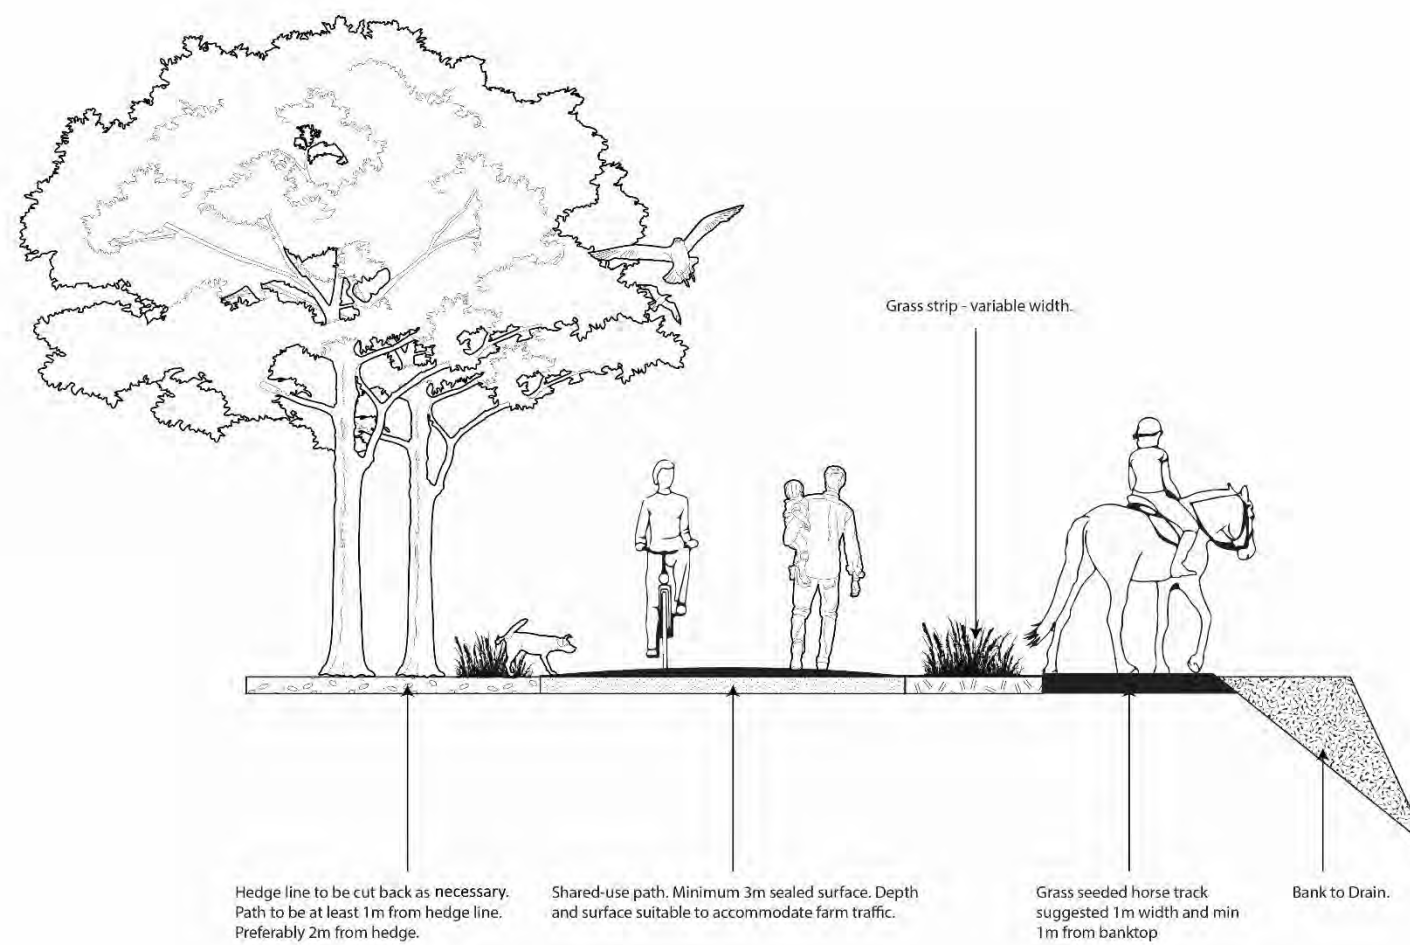 Grass strip - variable width.
Hedge line to be cut back as necessary.
Path to be at least 1m from hedge line.
Preferably 2m from hedge.
Shared-use path. Minimum 3m sealed surface. Depth
and surface suitable to accommodate farm traffic.
Grass seeded horse track
suggested 1m width and min
1m from banktop
Bank to Drain.